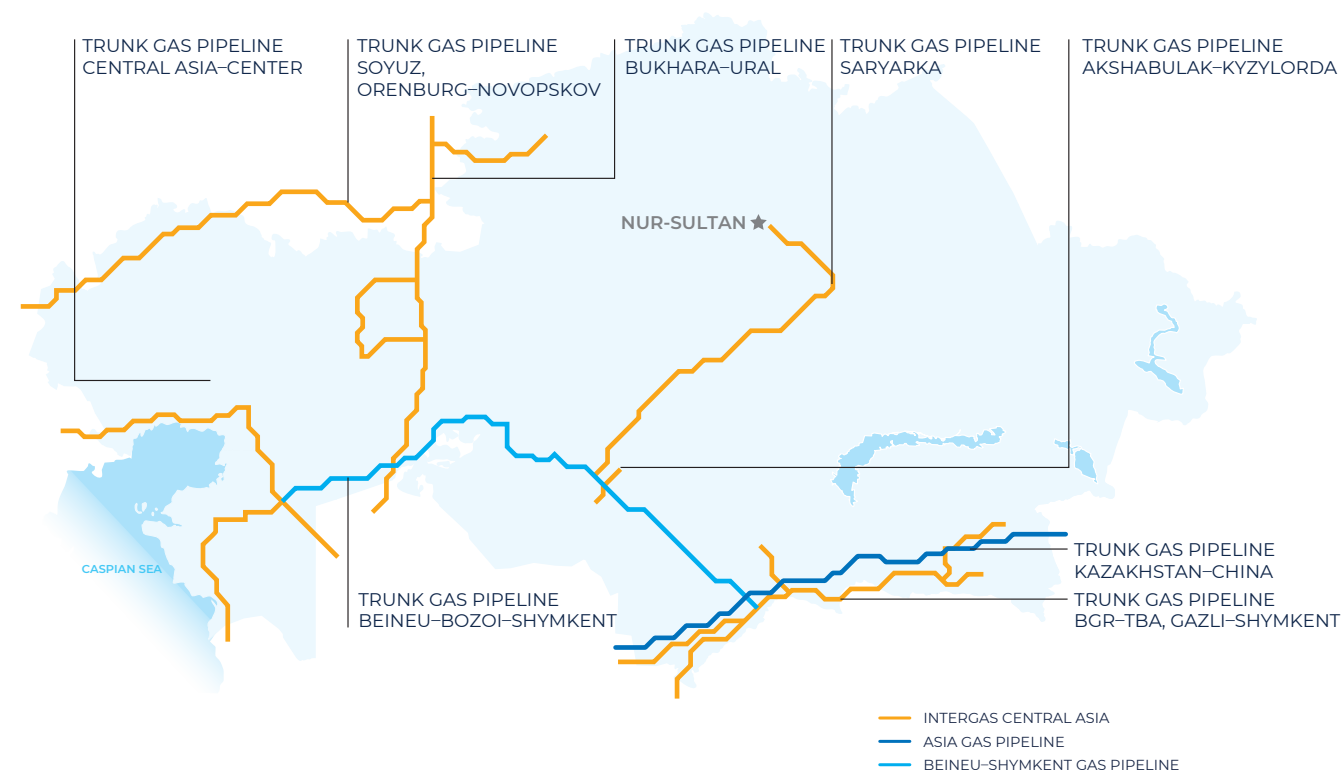 TRUNK GAS PIPELINE
CENTRAL ASIA–CENTER
TRUNK GAS PIPELINE
SOYUZ,
ORENBURG–NOVOPSKOV
TRUNK GAS PIPELINE
BUKHARA–URAL
TRUNK GAS PIPELINE
SARYARKA
TRUNK GAS PIPELINE
AKSHABULAK–KYZYLORDA
NUR-SULTAN
CASPIAN SEA
TRUNK GAS PIPELINE
BEINEU–BOZOI–SHYMKENT
TRUNK GAS PIPELINE
KAZAKHSTAN–CHINA
TRUNK GAS PIPELINE
BGR–TBA, GAZLI–SHYMKENT
INTERGAS CENTRAL ASIA
ASIA GAS PIPELINE
BEINEU–SHYMKENT GAS PIPELINE